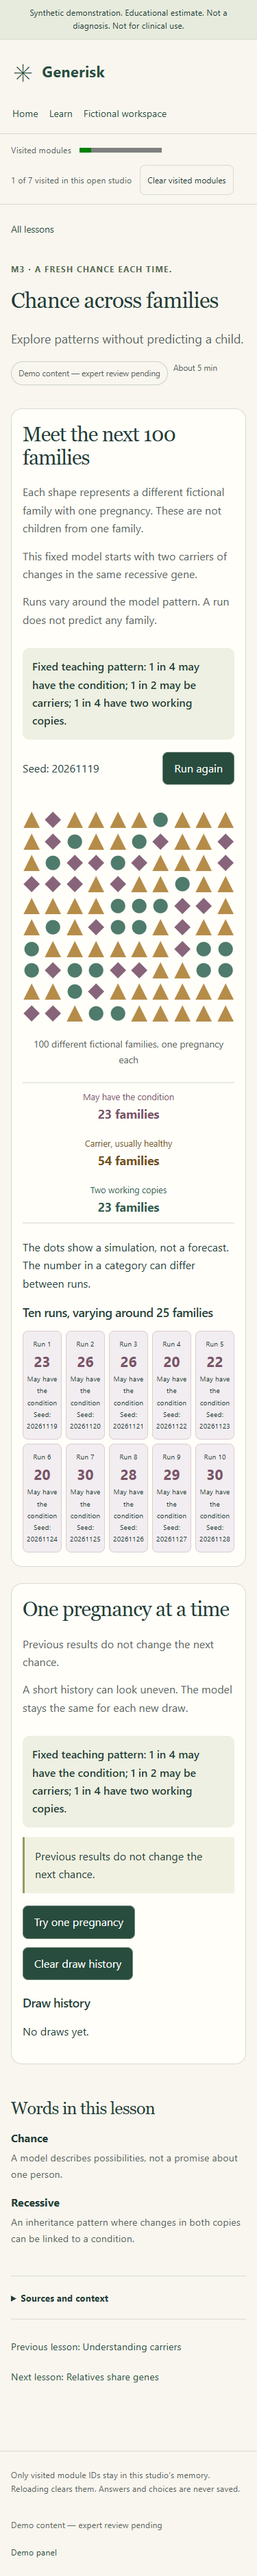 Synthetic demonstration. Educational estimate. Not a
diagnosis. Not for clinical use.
Generisk
Home Learn Fictional workspace
Visited modules
1 of 7 visited in this open studio Clear visited modules
All lessons
M3 · A FRESH CHANCE EACH TIME.
Chance across families
Explore patterns without predicting a child.
Demo content — expert review pending About 5 min
Meet the next 100
families
Each shape represents a different fictional
family with one pregnancy. These are not
children from one family.
This fixed model starts with two carriers of
changes in the same recessive gene.
Runs vary around the model pattern. A run
does not predict any family.
Fixed teaching pattern: 1 in 4 may
have the condition; 1 in 2 may be
carriers; 1 in 4 have two working
copies.
Seed: 20261119 Run again
100 different fictional families, one pregnancy
each
May have the condition
23 families
Carrier, usually healthy
54 families
Two working copies
23 families
The dots show a simulation, not a forecast.
The number in a category can differ
between runs.
Ten runs, varying around 25 families
Run 1 Run 2 Run 3 Run 4 Run 5
23 26 26 20 22
May have May have May have May have May have
the the the the the
condition condition condition condition condition
Seed: Seed: Seed: Seed: Seed:
20261119 20261120 20261121 20261122 20261123
Run 6 Run 7 Run 8 Run 9 Run 10
20 30 28 29 30
May have May have May have May have May have
the the the the the
condition condition condition condition condition
Seed: Seed: Seed: Seed: Seed:
20261124 20261125 20261126 20261127 20261128
One pregnancy at a time
Previous results do not change the next
chance.
A short history can look uneven. The model
stays the same for each new draw.
Fixed teaching pattern: 1 in 4 may
have the condition; 1 in 2 may be
carriers; 1 in 4 have two working
copies.
Previous results do not change the
next chance.
Try one pregnancy
Clear draw history
Draw history
No draws yet.
Words in this lesson
Chance
A model describes possibilities, not a promise about
one person.
Recessive
An inheritance pattern where changes in both copies
can be linked to a condition.
Sources and context
Previous lesson: Understanding carriers
Next lesson: Relatives share genes
Only visited module IDs stay in this studio's memory.
Reloading clears them. Answers and choices are never saved.
Demo content — expert review pending
Demo panel